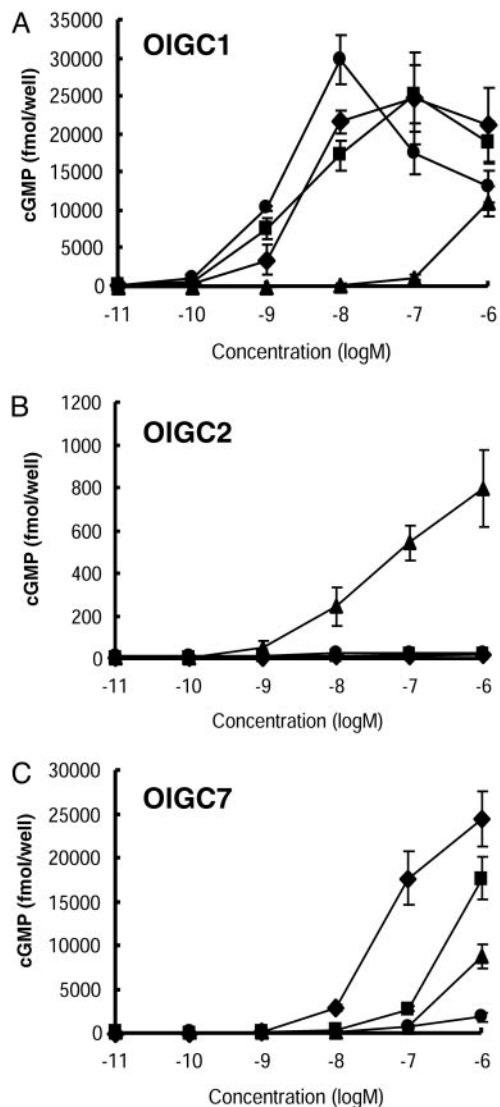 A
OlGC1
cGMP (fmol/well)
35000
30000
25000
20000
15000
10000
5000
0
-11 -10 -9 -8 -7 -6
Concentration (logM)
B
OlGC2
cGMP (fmol/well)
1200
1000
800
600
400
200
0
-11 -10 -9 -8 -7 -6
Concentration (logM)
C
OlGC7
cGMP (fmol/well)
30000
25000
20000
15000
10000
5000
0
-11 -10 -9 -8 -7 -6
Concentration (logM)